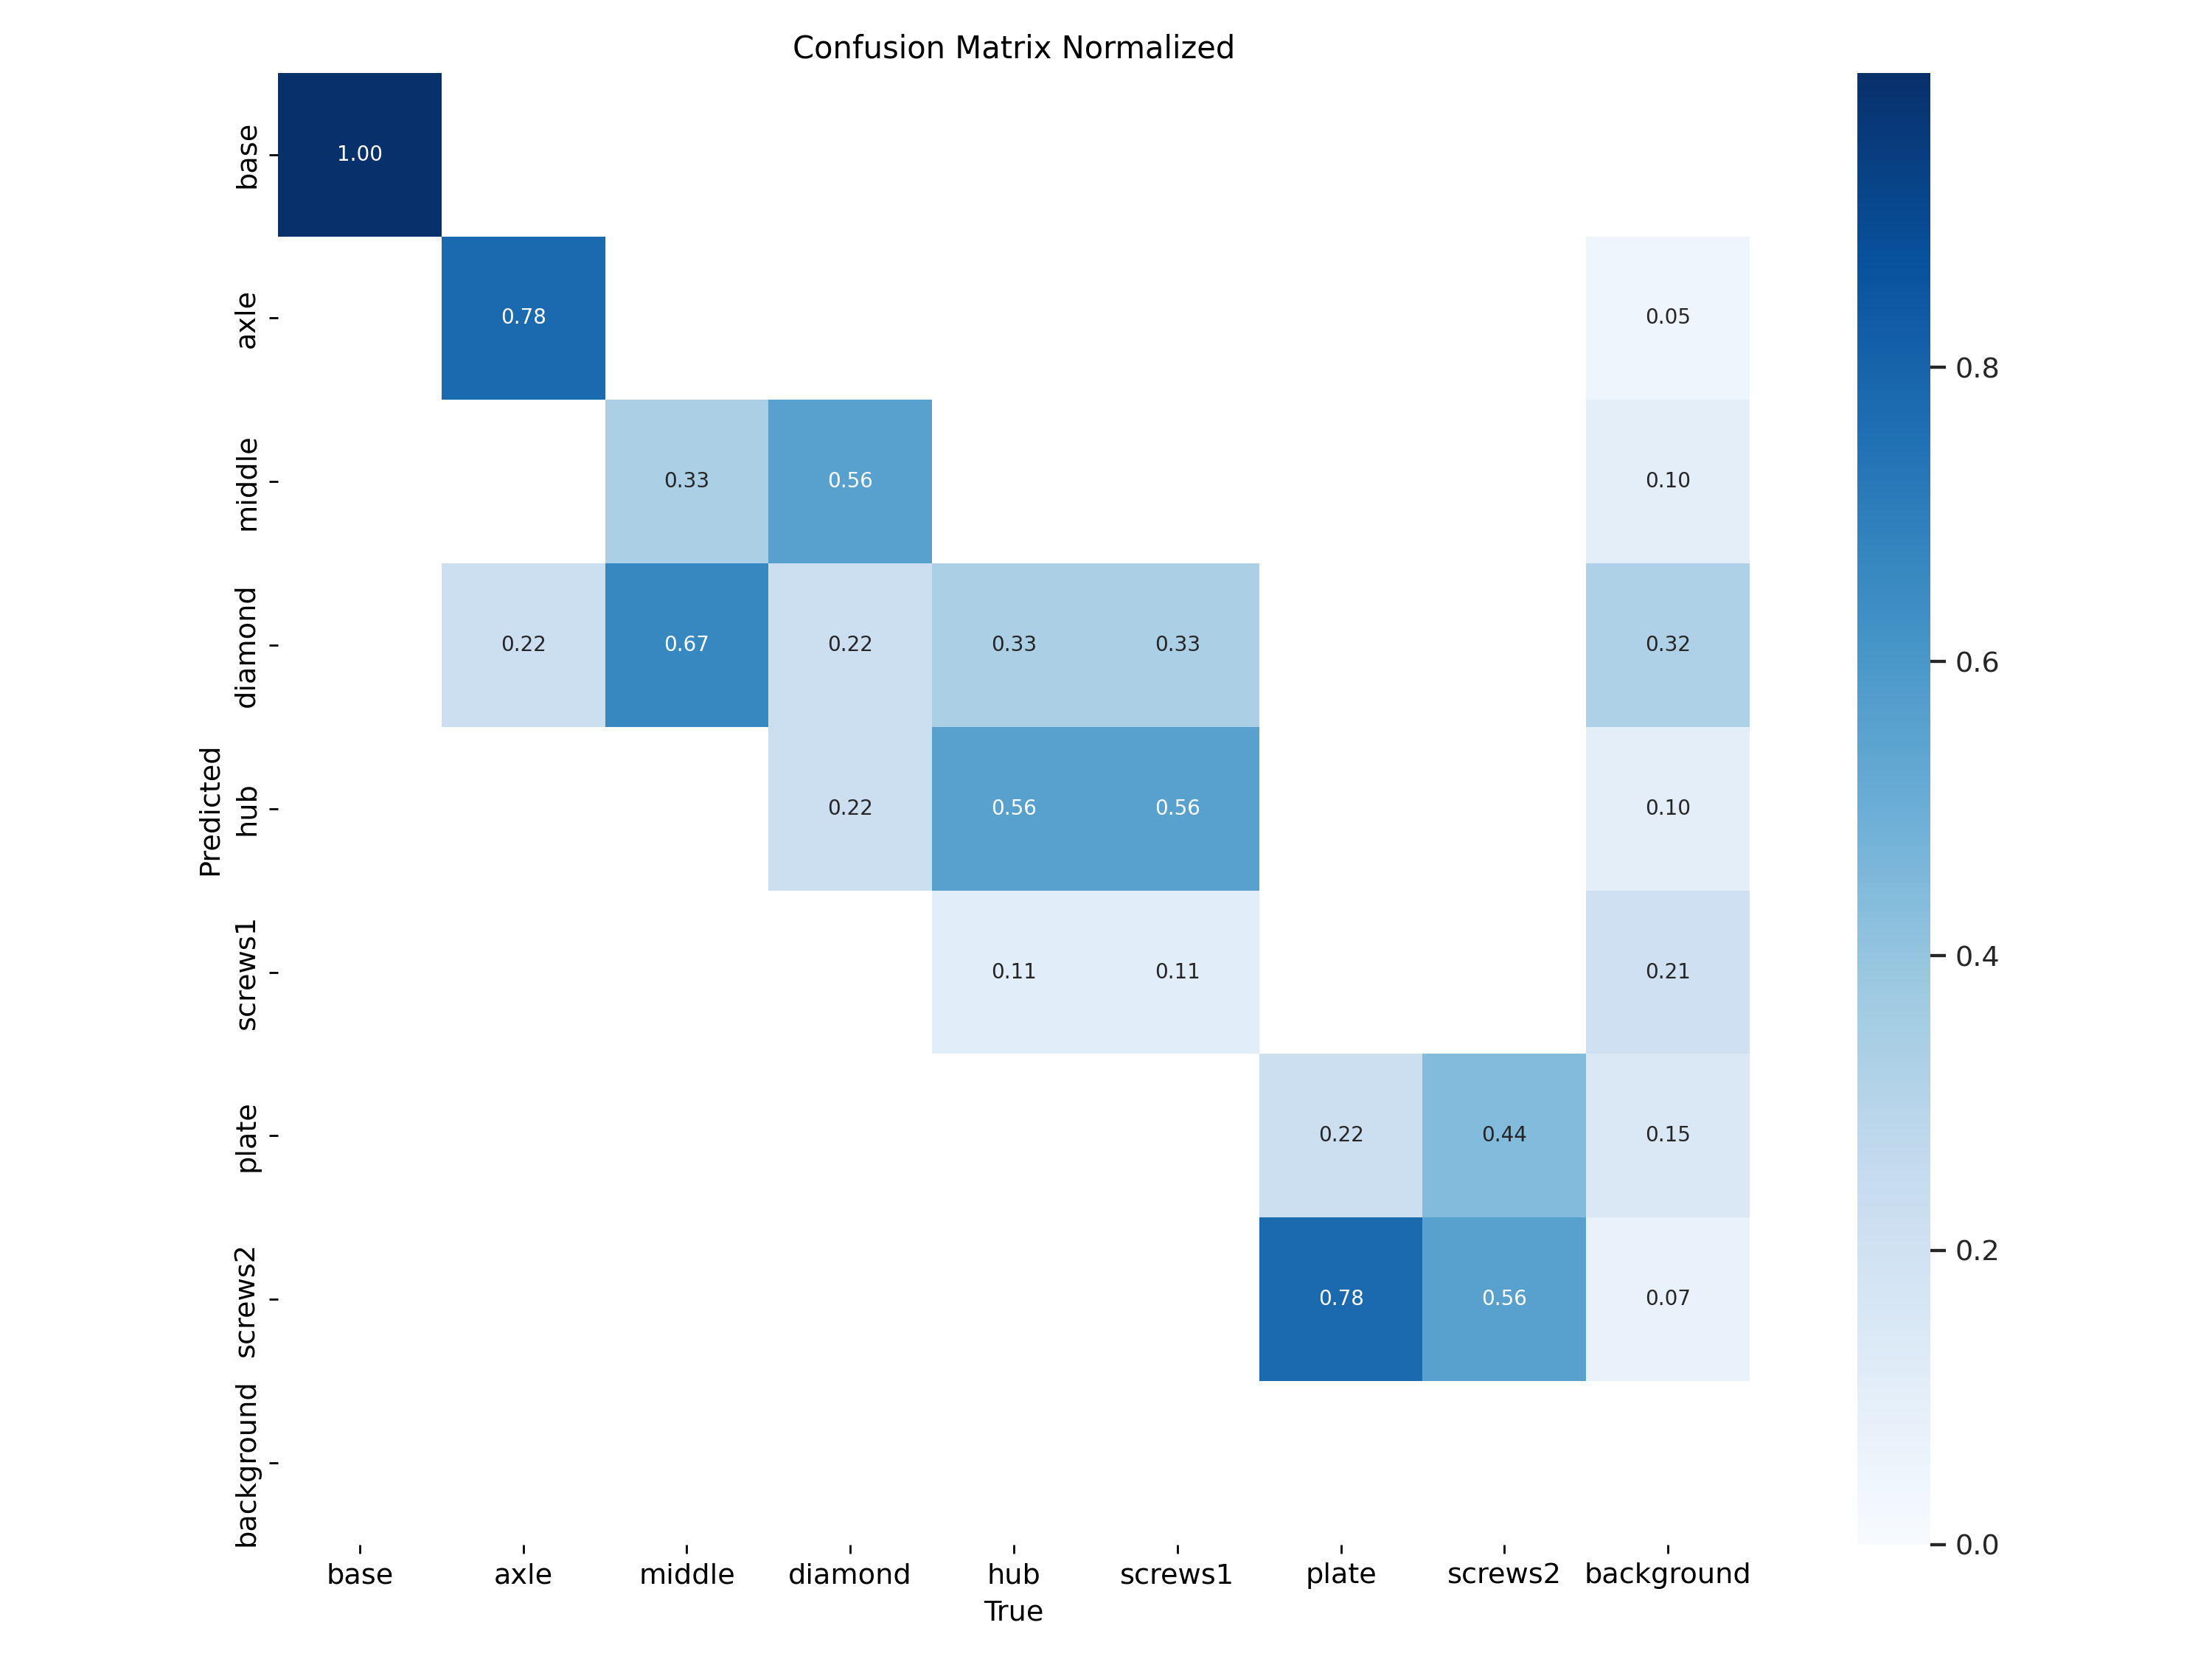 Confusion Matrix Normalized
base
1.00
axle
0.78
0.05
0.8
middle
0.33
0.56
0.10
diamond
0.22
0.67
0.22
0.33
0.33
0.32
0.6
Predicted
hub
0.22
0.56
0.56
0.10
screws1
0.11
0.11
0.21
0.4
plate
0.22
0.44
0.15
screws2
0.78
0.56
0.07
0.2
background
0.0
base
axle
middle
diamond
hub
screws1
plate
screws2
background
True